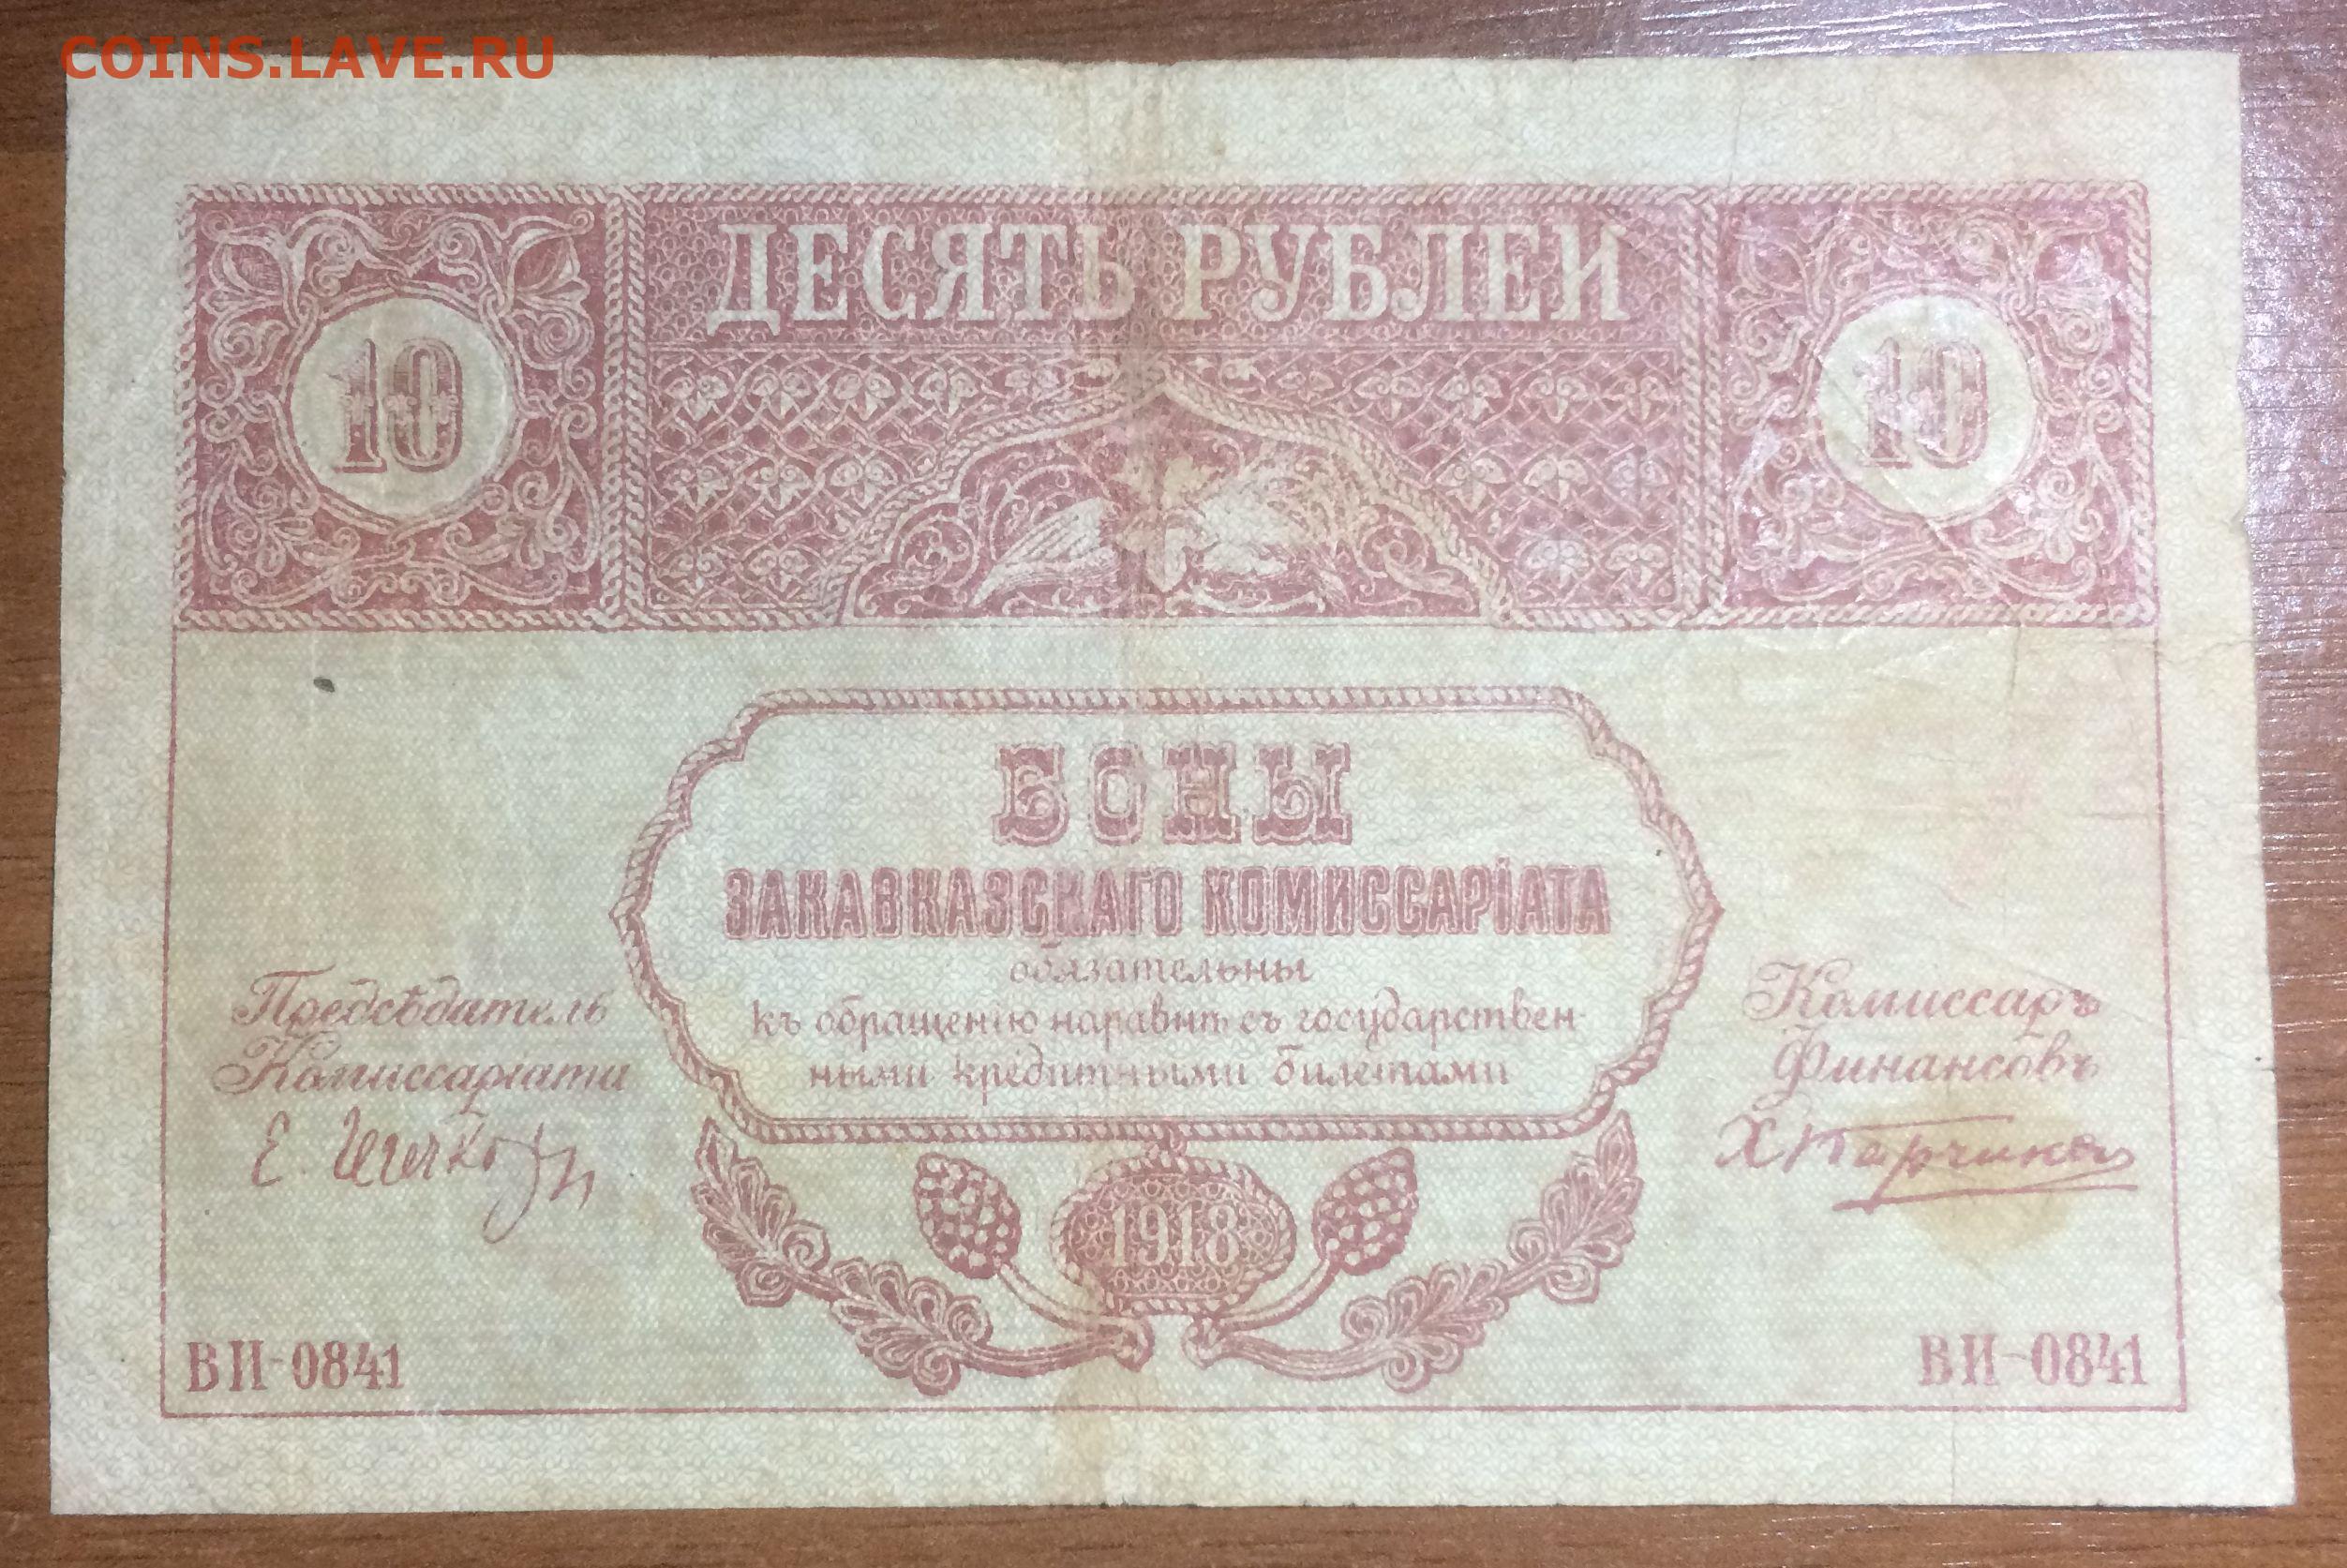 COINS.LAVE.RU
10
ДЕСЯТЬ РУБЛЕЙ
10
БОНЫ
ЗАКАВКАЗСКАГО КОМИССАРІАТА
обязательны
къ обращенію наравнѣ съ государствен-
ными кредитными билетами
Предсѣдатель
Комиссаріата
Комиссаръ
Финансовъ
1918
ВИ-0841
ВИ-0841